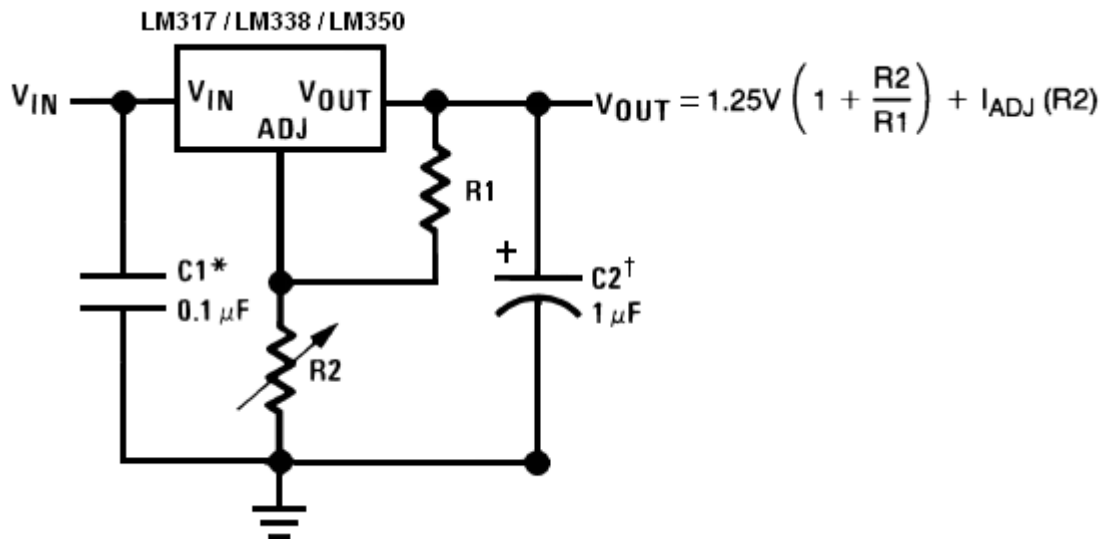 LM317 / LM338 / LM350
VIN
VIN
VOUT
ADJ
VOUT = 1.25V (1 + R2/R1) + IADJ (R2)
R1
C1*
0.1 μF
R2
+
C2†
1 μF